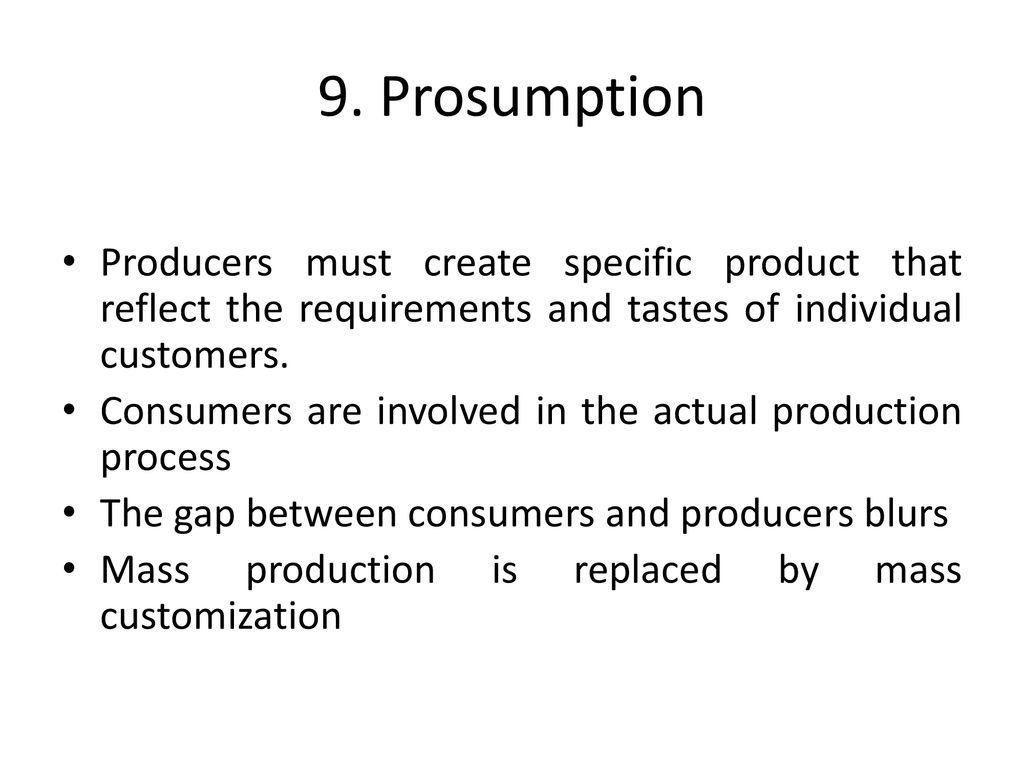 9. Prosumption
• Producers must create specific product that
reflect the requirements and tastes of individual
customers.
• Consumers are involved in the actual production
process
• The gap between consumers and producers blurs
• Mass production is replaced by mass
customization